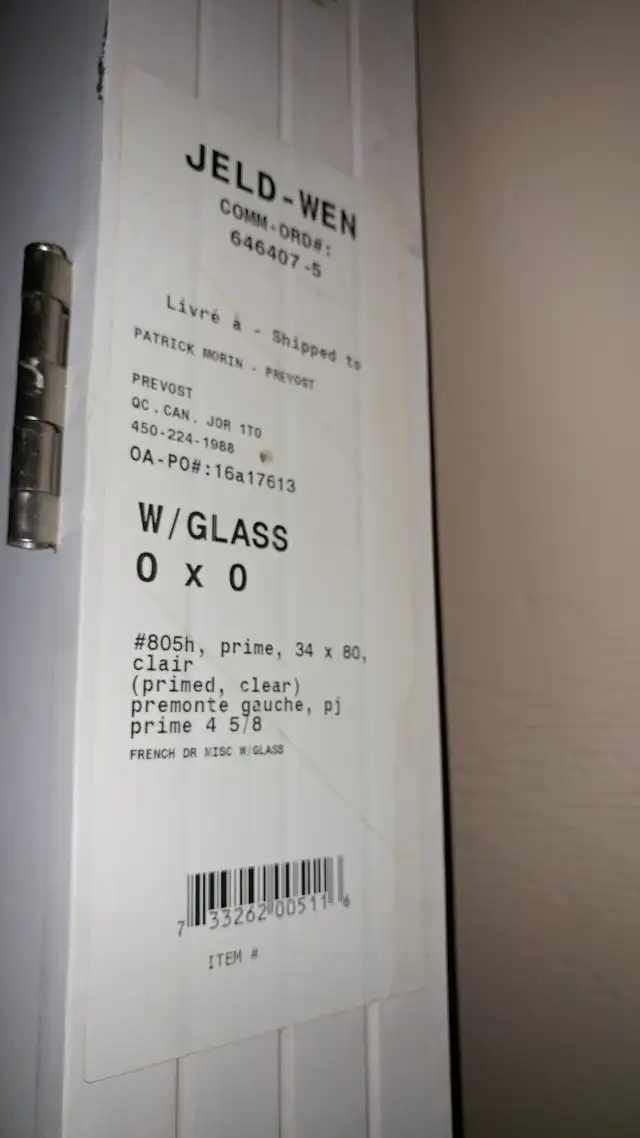 JELD-WEN
COMM-ORD#:
646407-5
Livré à - Shipped to
PATRICK MORIN - PREVOST
PREVOST
QC.CAN. J0R 1T0
450-224-1988
OA-PO#:16a17613
W/GLASS
0 x 0
#805h, prime, 34 x 80,
clair
(primed, clear)
premonte gauche, pj
prime 4 5/8
FRENCH DR MISC W/GLASS
7 33262 00511 6
ITEM #